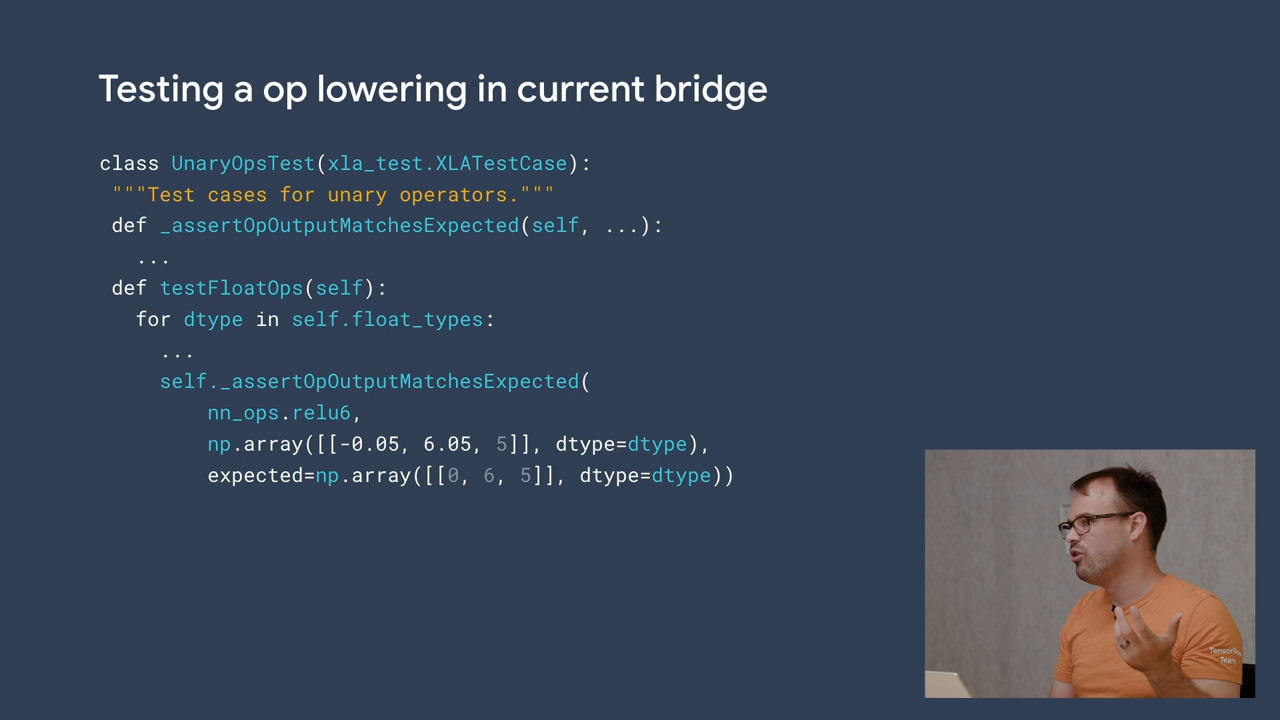 Testing a op lowering in current bridge
class UnaryOpsTest(xla_test.XLATestCase):
"""Test cases for unary operators."""
def _assertOpOutputMatchesExpected(self, ...):
...
def testFloatOps(self):
for dtype in self.float_types:
...
self._assertOpOutputMatchesExpected(
nn_ops.relu6,
np.array([[-0.05, 6.05, 5]], dtype=dtype),
expected=np.array([[0, 6, 5]], dtype=dtype))
TensorFlow
Team